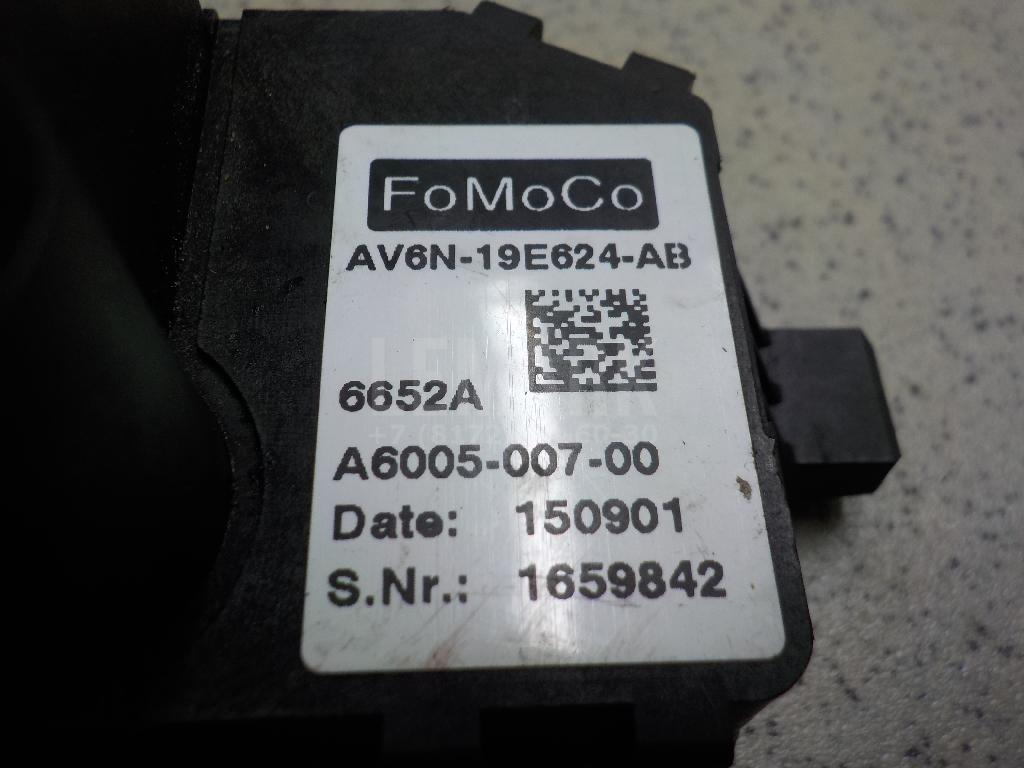 FoMoCo
AV6N-19E624-AB
6652A
A6005-007-00
Date: 150901
S.Nr.: 1659842